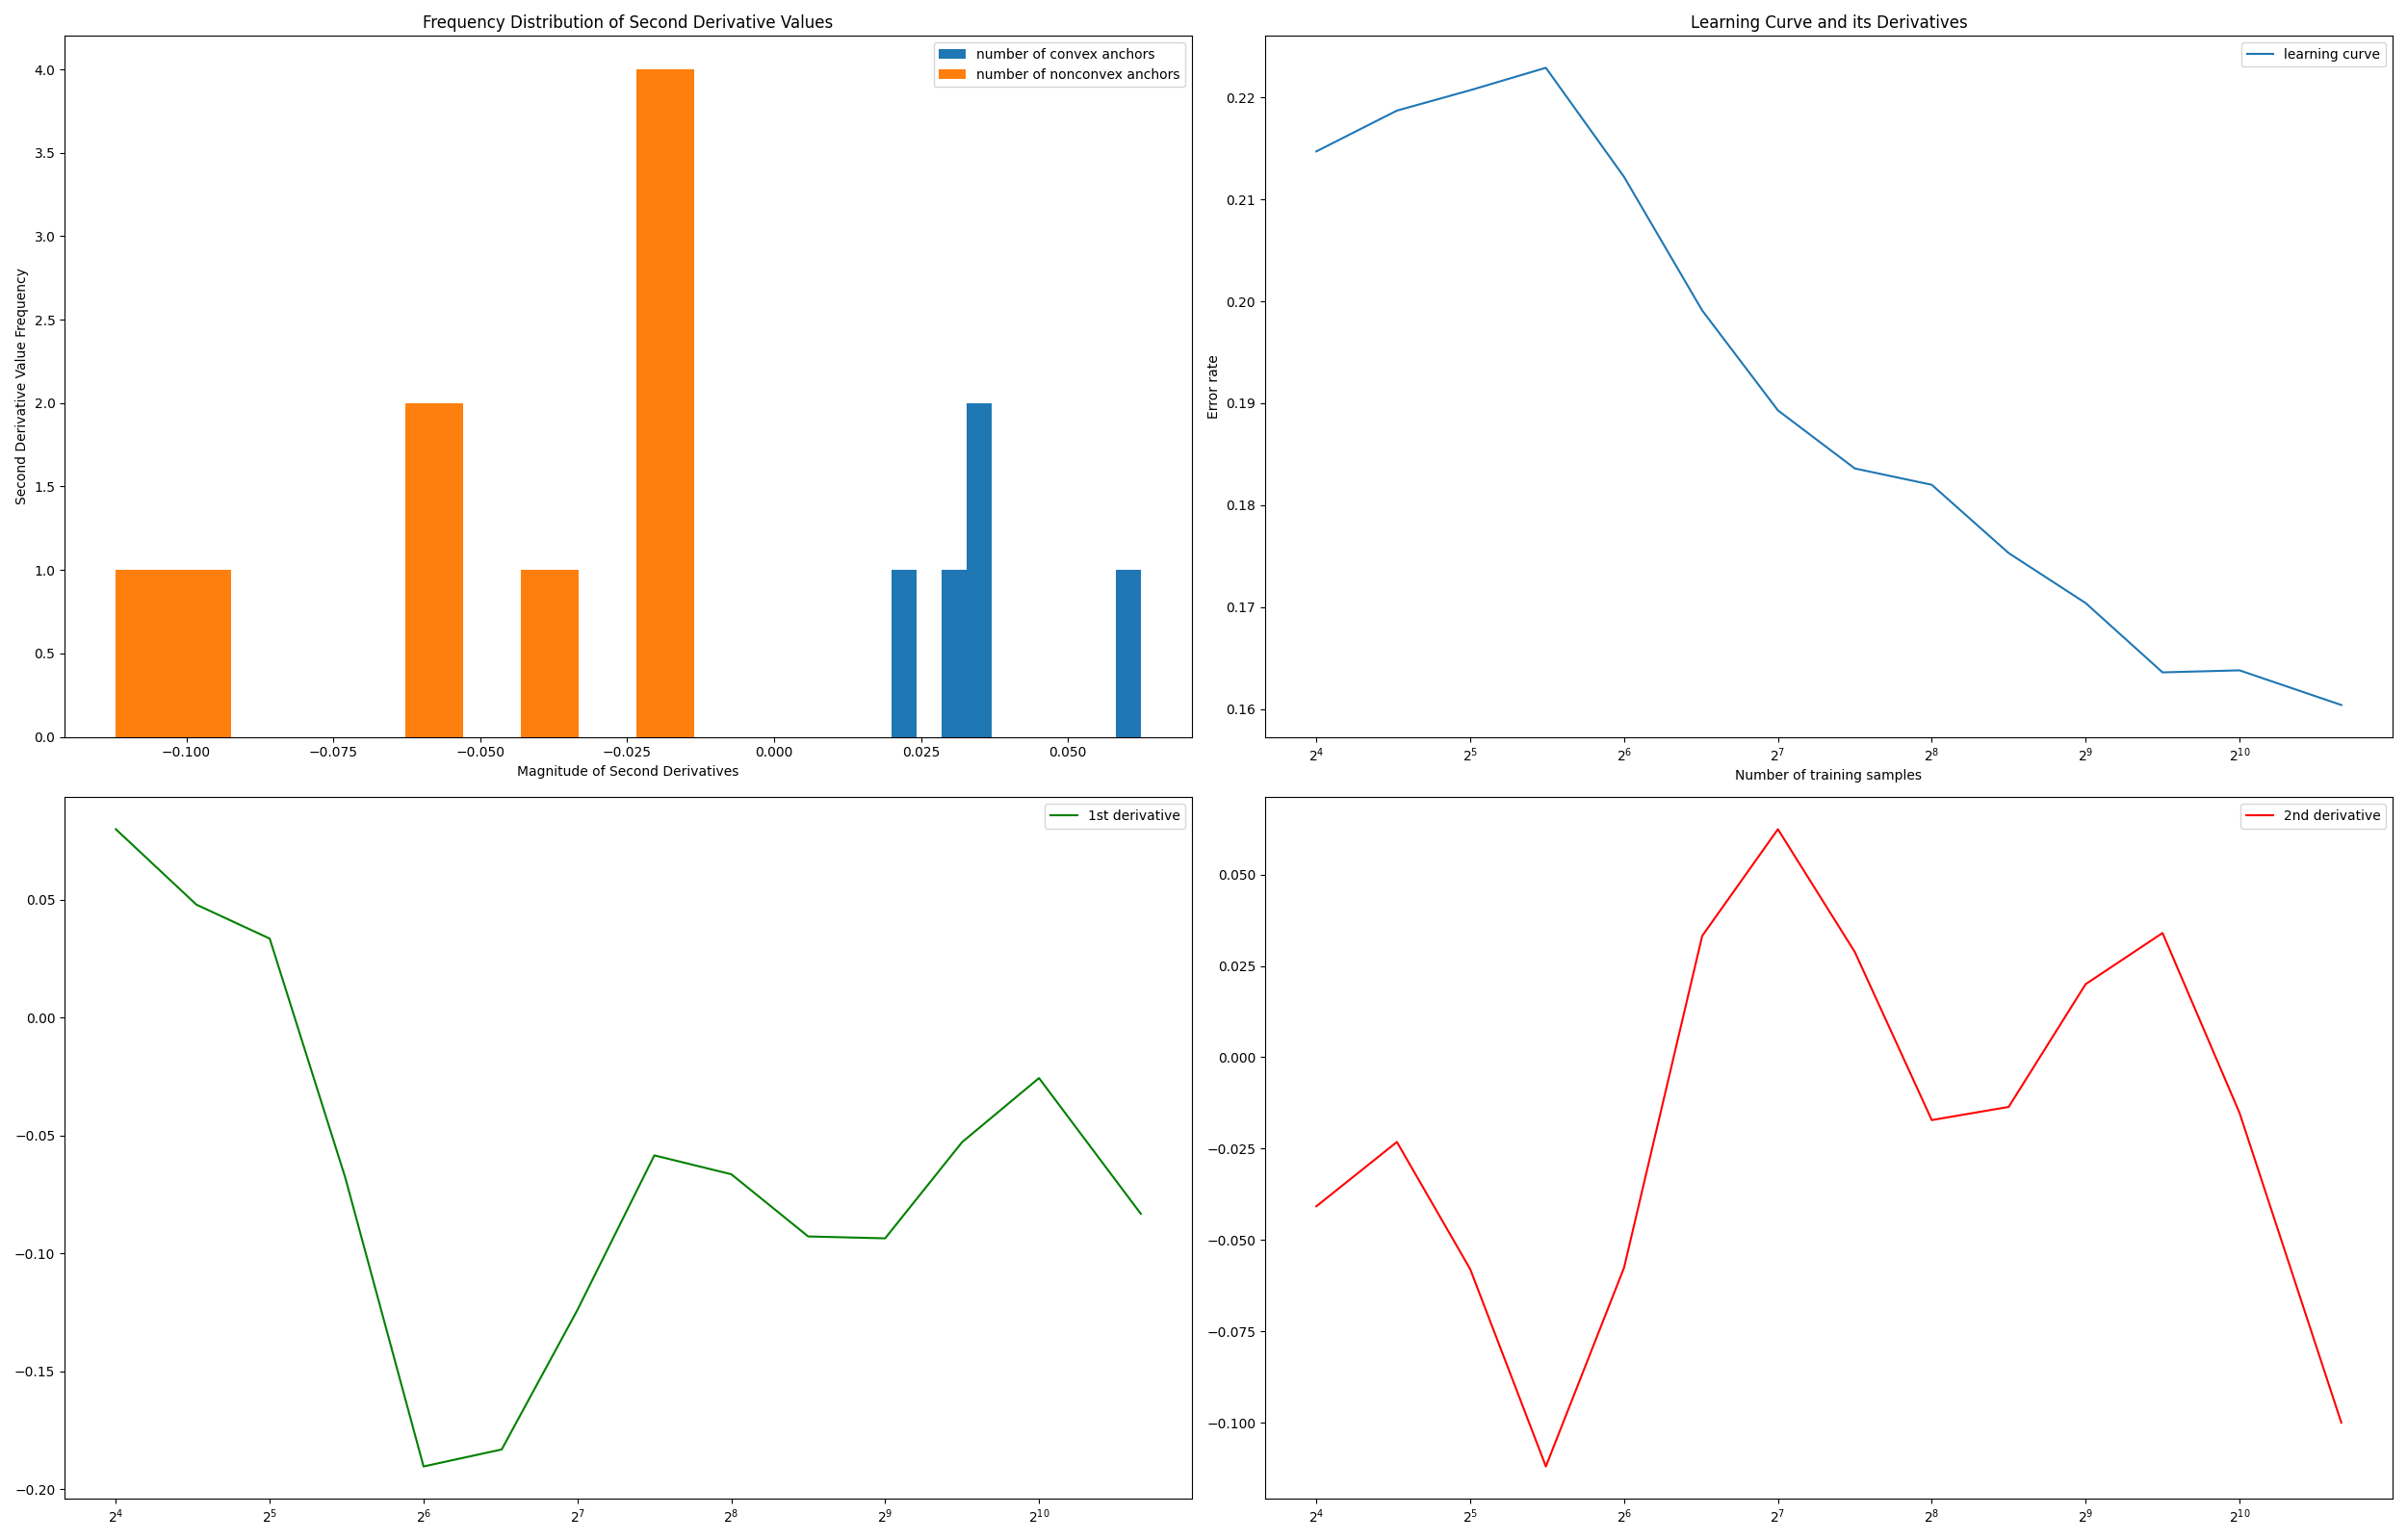 Frequency Distribution of Second Derivative Values
number of convex anchors
number of nonconvex anchors
4.0
3.5
3.0
2.5
2.0
1.5
1.0
0.5
0.0
Second Derivative Value Frequency
−0.100 −0.075 −0.050 −0.025 0.000 0.025 0.050
Magnitude of Second Derivatives
Learning Curve and its Derivatives
learning curve
0.22
0.21
0.20
0.19
0.18
0.17
0.16
Error rate
2⁴ 2⁵ 2⁶ 2⁷ 2⁸ 2⁹ 2¹⁰
Number of training samples
1st derivative
0.05
0.00
−0.05
−0.10
−0.15
−0.20
2⁴ 2⁵ 2⁶ 2⁷ 2⁸ 2⁹ 2¹⁰
2nd derivative
0.050
0.025
0.000
−0.025
−0.050
−0.075
−0.100
2⁴ 2⁵ 2⁶ 2⁷ 2⁸ 2⁹ 2¹⁰